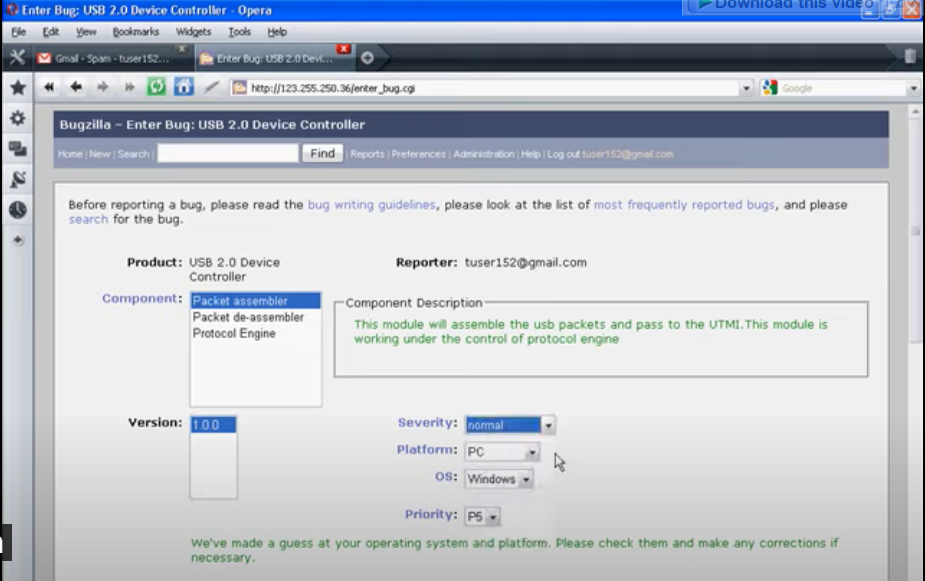 Enter Bug: USB 2.0 Device Controller - Opera
Download this video
File Edit View Bookmarks Widgets Tools Help
Gmail - Spam - tuser152...
Enter Bug: USB 2.0 Devi...
http://123.255.250.36/enter_bug.cgi
Google
Bugzilla – Enter Bug: USB 2.0 Device Controller
Home | New | Search | Find | Reports | Preferences | Administration | Help | Log out tuser152@gmail.com
Before reporting a bug, please read the bug writing guidelines, please look at the list of most frequently reported bugs, and please
search for the bug.
Product: USB 2.0 Device
Controller
Reporter: tuser152@gmail.com
Component:
Packet assembler
Packet de-assembler
Protocol Engine
Component Description
This module will assemble the usb packets and pass to the UTMI.This module is
working under the control of protocol engine
Version: 1.0.0
Severity: normal
Platform: PC
OS: Windows
Priority: P5
We've made a guess at your operating system and platform. Please check them and make any corrections if
necessary.